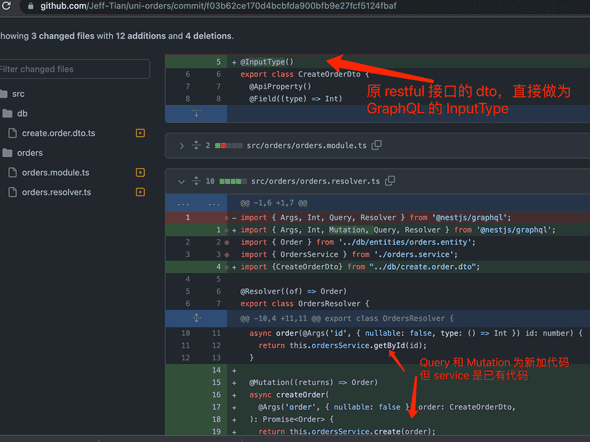 github.com/Jeff-Tian/uni-orders/commit/f03b62ce170d4bcbfda900bfb9e27fcf5124fbaf
howing 3 changed files with 12 additions and 4 deletions.
Filter changed files
src
db
create.order.dto.ts
orders
orders.module.ts
orders.resolver.ts
5 + @InputType()
6 6 export class CreateOrderDto {
7 7 @ApiProperty()
8 8 @Field((type) => Int)
原 restful 接口的 dto，直接做为
GraphQL 的 InputType
2 src/orders/orders.module.ts
10 src/orders/orders.resolver.ts
... ... @@ -1,6 +1,7 @@
1 - import { Args, Int, Query, Resolver } from '@nestjs/graphql';
1 + import { Args, Int, Mutation, Query, Resolver } from '@nestjs/graphql';
2 2 import { Order } from '../db/entities/orders.entity';
3 3 import { OrdersService } from './orders.service';
4 + import {CreateOrderDto} from "../db/create.order.dto";
4 5
5 6 @Resolver((of) => Order)
6 7 export class OrdersResolver {
@@ -10,4 +11,11 @@ export class OrdersResolver {
10 11 async order(@Args('id', { nullable: false, type: () => Int }) id: number) {
11 12 return this.ordersService.getById(id);
12 13 }
14 +
15 + @Mutation((returns) => Order)
16 + async createOrder(
17 + @Args('order', { nullable: false }) order: CreateOrderDto,
18 + ): Promise<Order> {
19 + return this.ordersService.create(order);
Query 和 Mutation 为新加代码
但 service 是已有代码